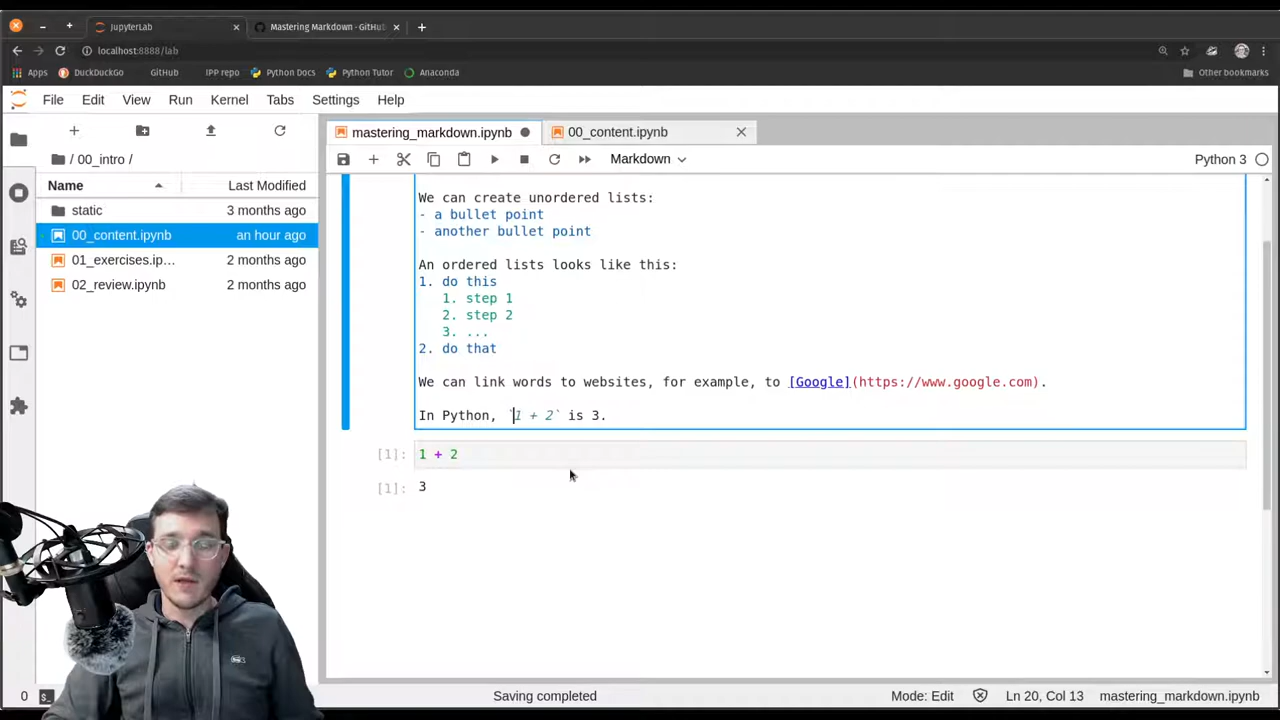 JupyterLab
Mastering Markdown · GitHu
localhost:8888/lab
Apps DuckDuckGo GitHub IPP repo Python Docs Python Tutor Anaconda Other bookmarks
File Edit View Run Kernel Tabs Settings Help
mastering_markdown.ipynb 00_content.ipynb
/ 00_intro /
Markdown Python 3
Name Last Modified
static 3 months ago
00_content.ipynb an hour ago
01_exercises.ip… 2 months ago
02_review.ipynb 2 months ago
We can create unordered lists:
- a bullet point
- another bullet point
An ordered lists looks like this:
1. do this
1. step 1
2. step 2
3. ...
2. do that
We can link words to websites, for example, to [Google](https://www.google.com).
In Python, `1 + 2` is 3.
[1]: 1 + 2
[1]: 3
0 $_ Saving completed Mode: Edit Ln 20, Col 13 mastering_markdown.ipynb